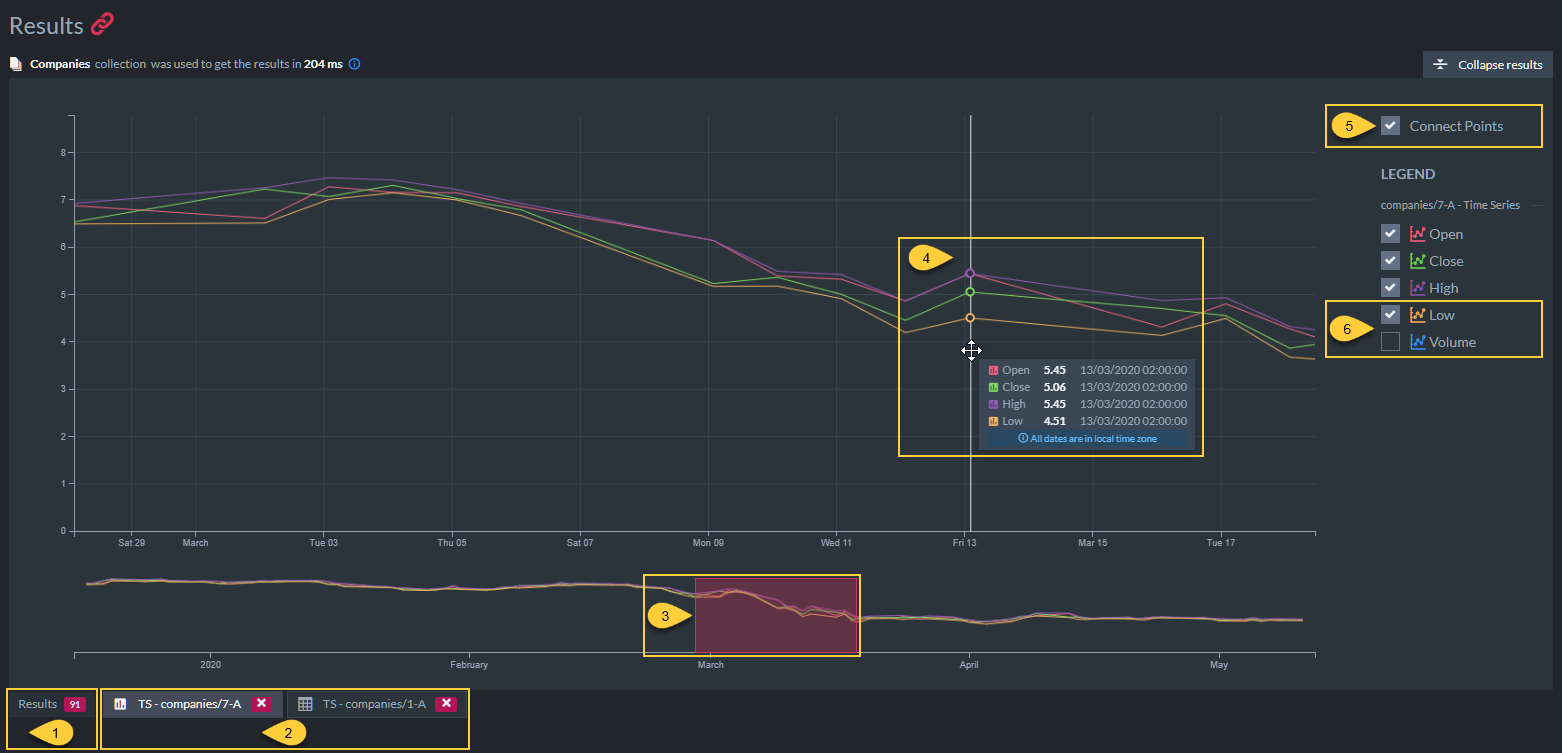 Results
Companies collection was used to get the results in 204 ms
Collapse results
5 Connect Points
LEGEND
companies/7-A - Time Series
Open
Close
High
6 Low
Volume
8
7
6
5
4
3
2
1
0
4
Open 5.45 13/03/2020 02:00:00
Close 5.06 13/03/2020 02:00:00
High 5.45 13/03/2020 02:00:00
Low 4.51 13/03/2020 02:00:00
All dates are in local time zone
Sat 29 March Tue 03 Thu 05 Sat 07 Mon 09 Wed 11 Fri 13 Mar 15 Tue 17
3
2020 February March April May
Results 91 TS - companies/7-A TS - companies/1-A
1 2